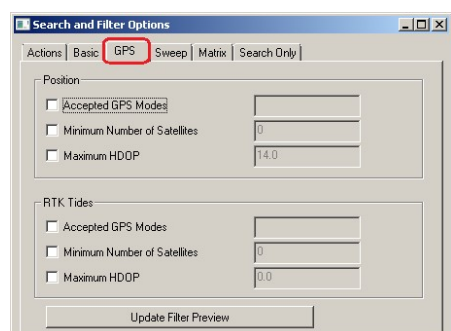 Search and Filter Options
Actions Basic GPS Sweep Matrix Search Only
Position
Accepted GPS Modes
Minimum Number of Satellites 0
Maximum HDOP 14.0
RTK Tides
Accepted GPS Modes
Minimum Number of Satellites 0
Maximum HDOP 0.0
Update Filter Preview